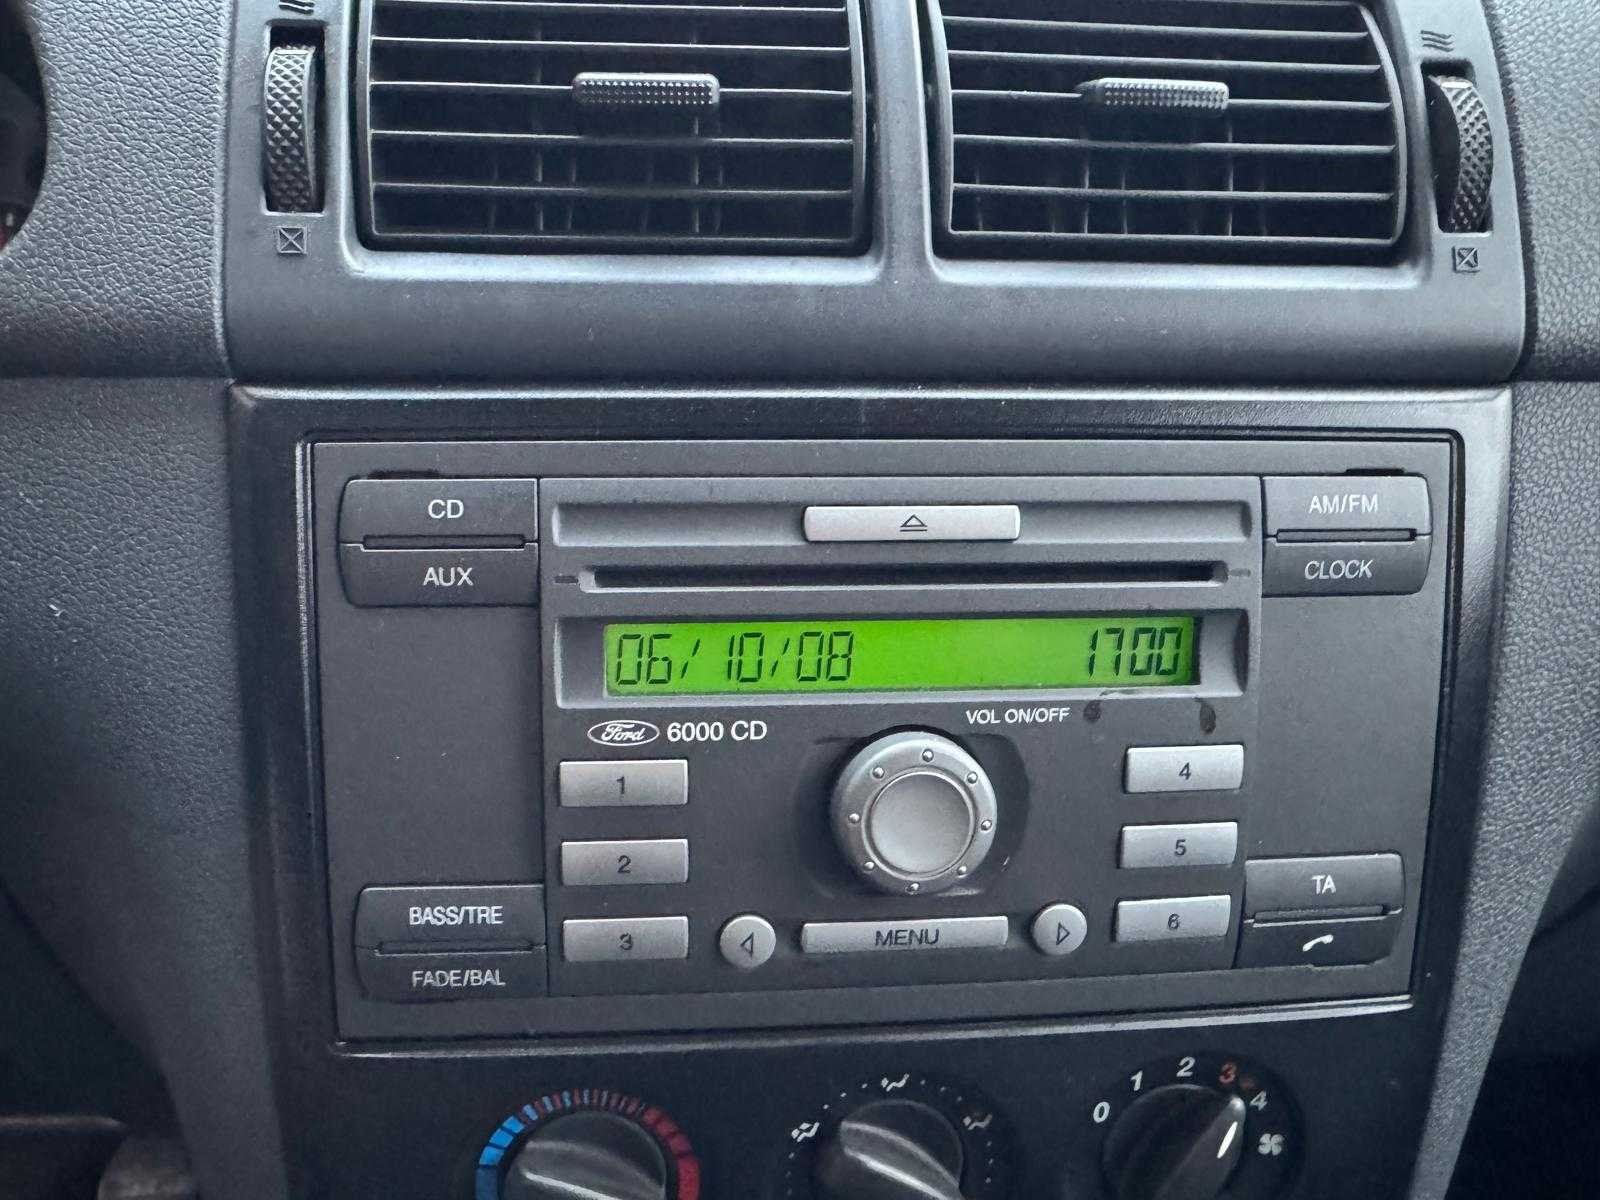 CD
AM/FM
AUX
CLOCK
06/10/08 1700
Ford 6000 CD
VOL ON/OFF
1
4
2
5
BASS/TRE
TA
3
MENU
6
FADE/BAL
0 1 2 3 4